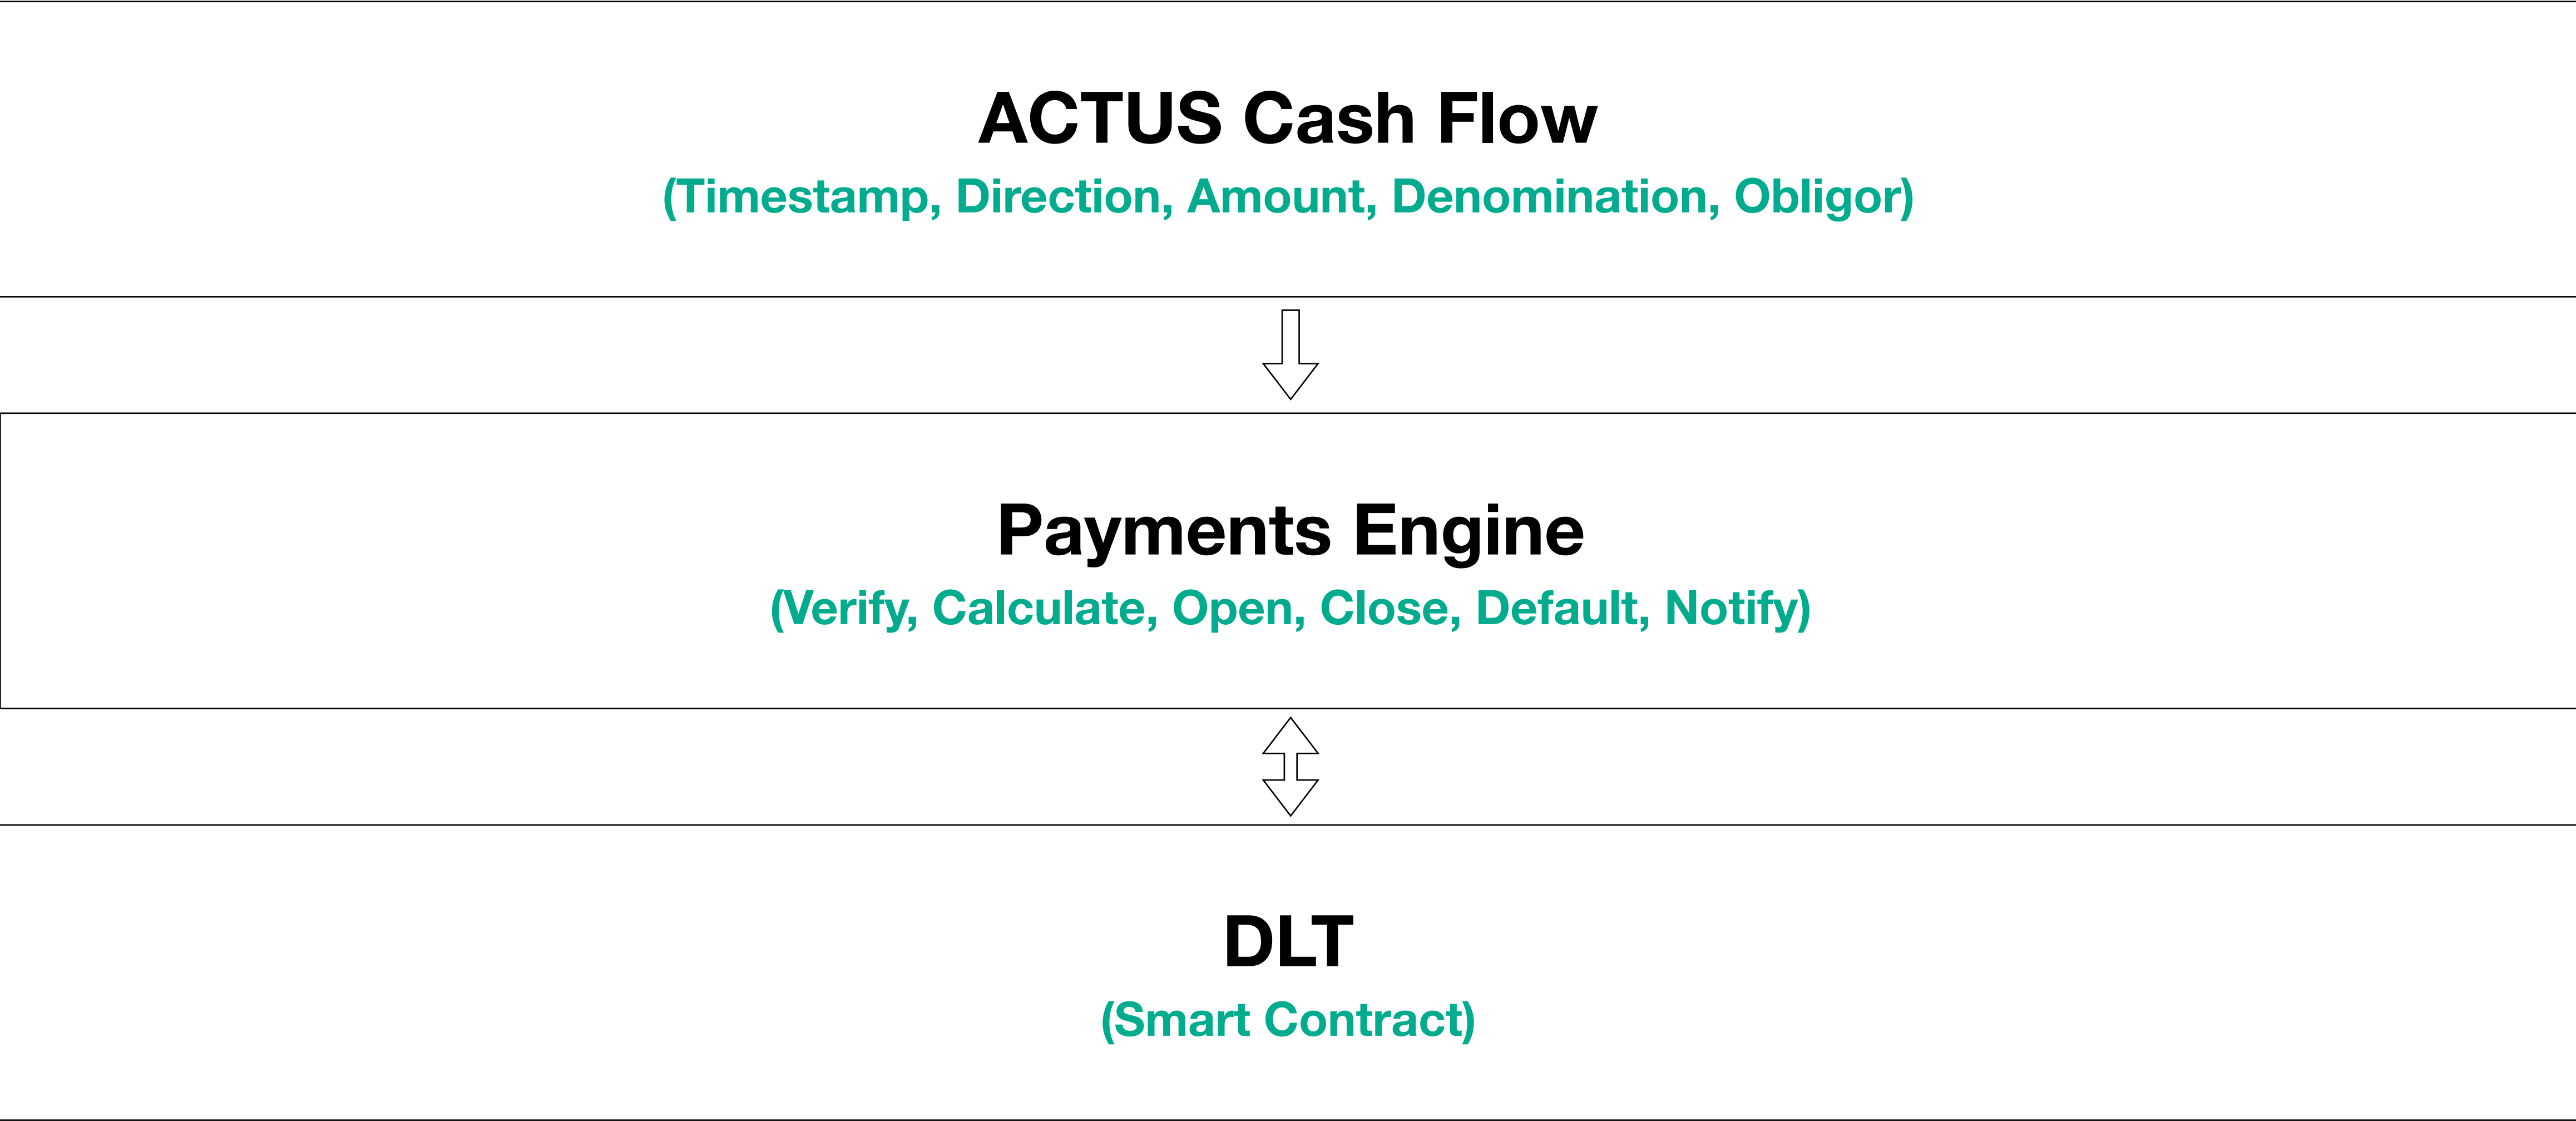 ACTUS Cash Flow
(Timestamp, Direction, Amount, Denomination, Obligor)
Payments Engine
(Verify, Calculate, Open, Close, Default, Notify)
DLT
(Smart Contract)